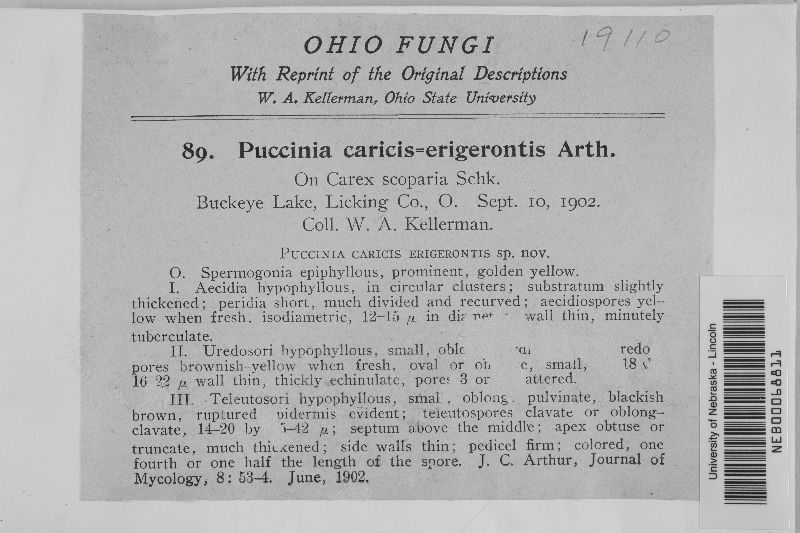 OHIO FUNGI
19110
With Reprint of the Original Descriptions
W. A. Kellerman, Ohio State University
89. Puccinia caricis=erigerontis Arth.
On Carex scoparia Schk.
Buckeye Lake, Licking Co., O. Sept. 10, 1902.
Coll. W. A. Kellerman.
PUCCINIA CARICIS ERIGERONTIS sp. nov.
O. Spermogonia epiphyllous, prominent, golden yellow.
I. Aecidia hypophyllous, in circular clusters; substratum slightly
thickened; peridia short, much divided and recurved; aecidiospores yel-
low when fresh, isodiametric, 12-15 μ in wall thin, minutely
tuberculate.
II. Uredosori hypophyllous, small, redo
pores brownish-yellow when fresh, oval or small, 18
16-22 μ wall thin, thickly echinulate, pores 3 or attered.
III. Teleutosori hypophyllous, smal, oblong, pulvinate, blackish
brown, ruptured pidermis evident; teleutospores clavate or oblong-
clavate, 14-20 by 5-42 μ; septum above the middle; apex obtuse or
truncate, much thickened; side walls thin; pedicel firm; colored, one
fourth or one half the length of the spore. J. C. Arthur, Journal of
Mycology, 8: 53-4. June, 1902.
University of Nebraska - Lincoln
NEB00068811